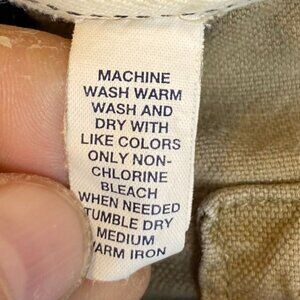 MACHINE
WASH WARM
WASH AND
DRY WITH
LIKE COLORS
ONLY NON-
CHLORINE
BLEACH
WHEN NEEDED
TUMBLE DRY
MEDIUM
WARM IRON